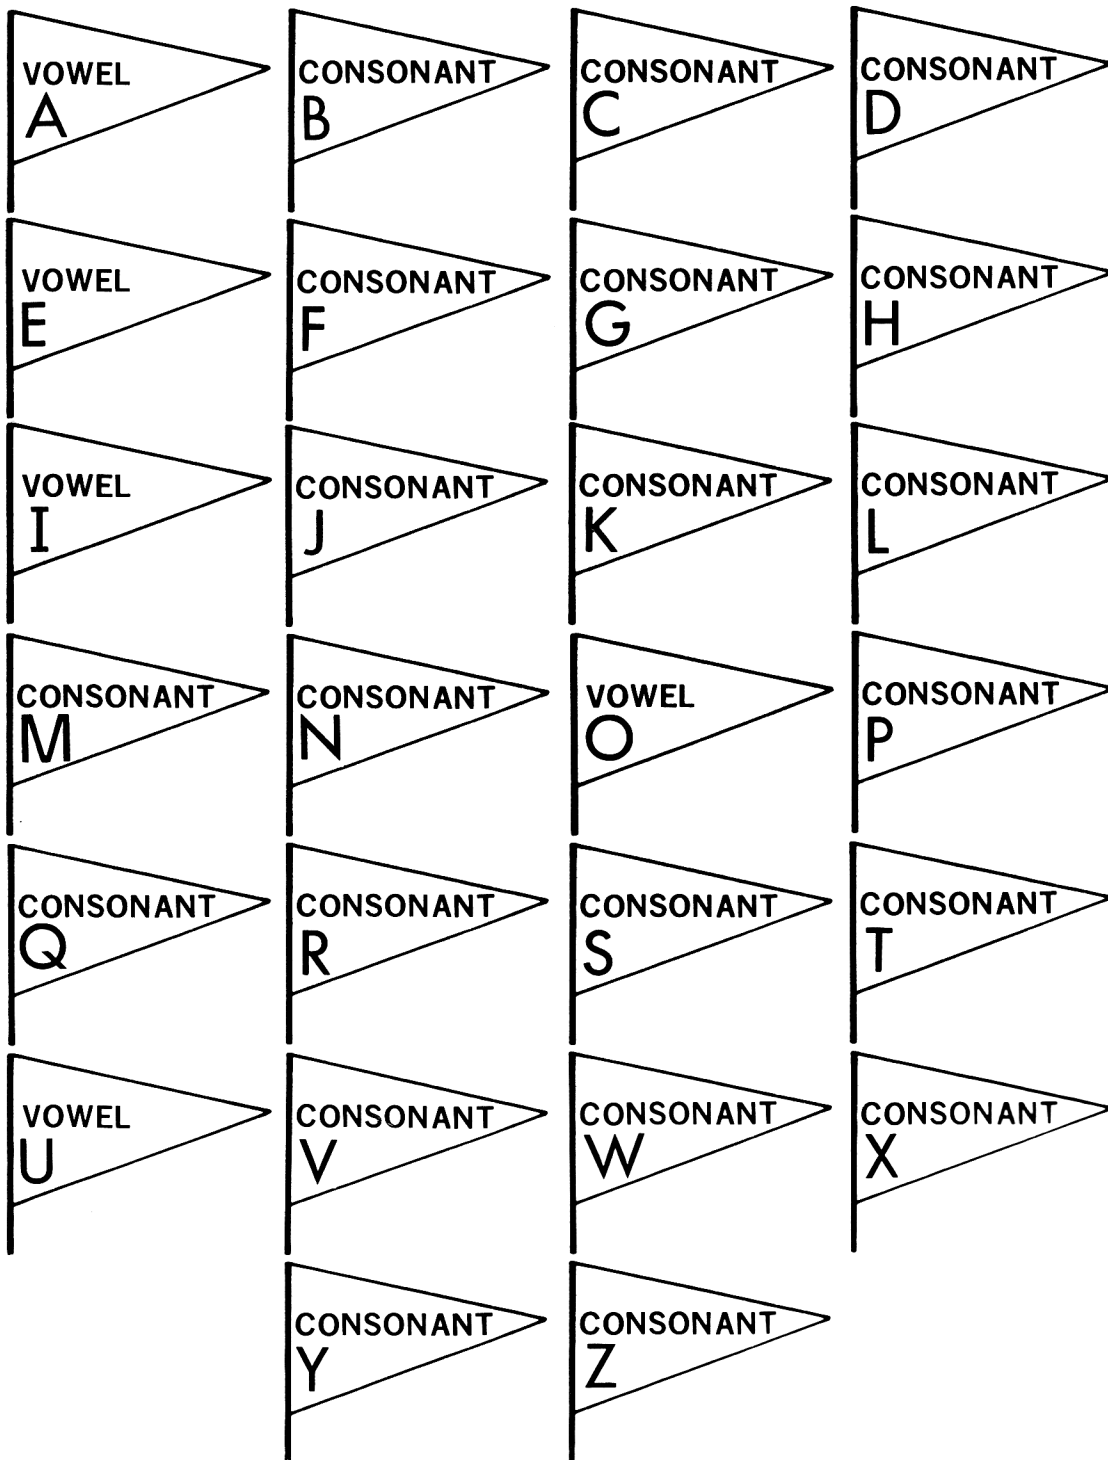 VOWEL CONSONANT CONSONANT CONSONANT
A B C D
VOWEL CONSONANT CONSONANT CONSONANT
E F G H
VOWEL CONSONANT CONSONANT CONSONANT
I J K L
CONSONANT CONSONANT VOWEL CONSONANT
M N O P
CONSONANT CONSONANT CONSONANT CONSONANT
Q R S T
VOWEL CONSONANT CONSONANT CONSONANT
U V W X
CONSONANT CONSONANT
Y Z